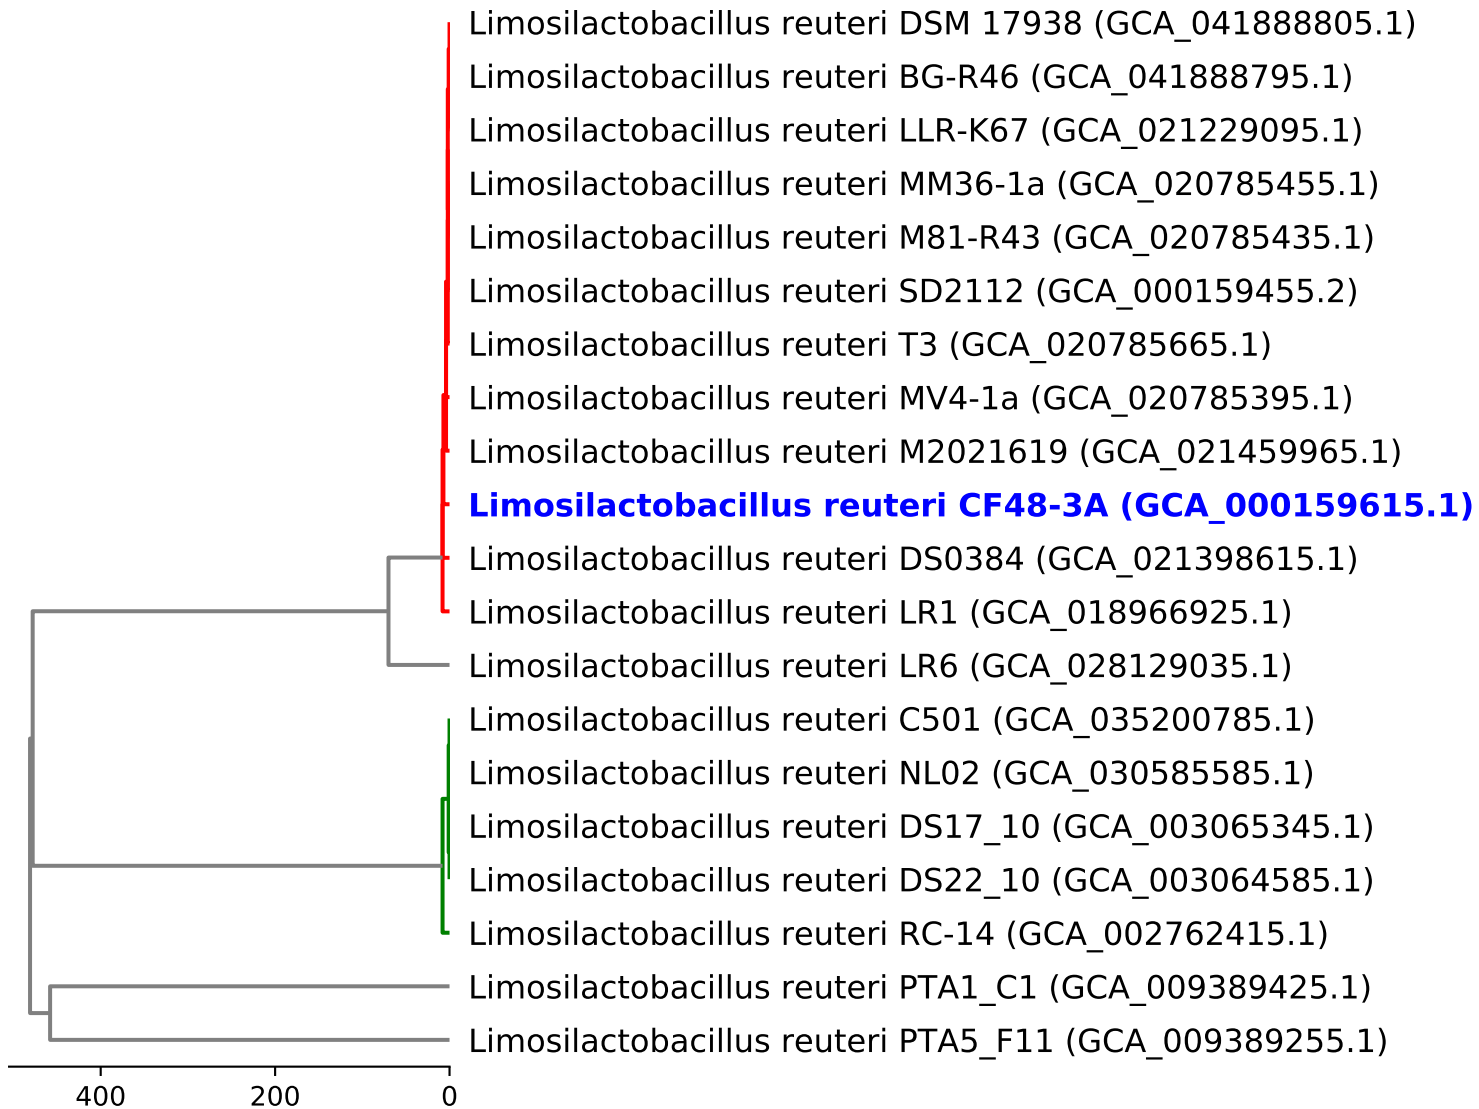 Limosilactobacillus reuteri DSM 17938 (GCA_041888805.1)
Limosilactobacillus reuteri BG-R46 (GCA_041888795.1)
Limosilactobacillus reuteri LLR-K67 (GCA_021229095.1)
Limosilactobacillus reuteri MM36-1a (GCA_020785455.1)
Limosilactobacillus reuteri M81-R43 (GCA_020785435.1)
Limosilactobacillus reuteri SD2112 (GCA_000159455.2)
Limosilactobacillus reuteri T3 (GCA_020785665.1)
Limosilactobacillus reuteri MV4-1a (GCA_020785395.1)
Limosilactobacillus reuteri M2021619 (GCA_021459965.1)
Limosilactobacillus reuteri CF48-3A (GCA_000159615.1)
Limosilactobacillus reuteri DS0384 (GCA_021398615.1)
Limosilactobacillus reuteri LR1 (GCA_018966925.1)
Limosilactobacillus reuteri LR6 (GCA_028129035.1)
Limosilactobacillus reuteri C501 (GCA_035200785.1)
Limosilactobacillus reuteri NL02 (GCA_030585585.1)
Limosilactobacillus reuteri DS17_10 (GCA_003065345.1)
Limosilactobacillus reuteri DS22_10 (GCA_003064585.1)
Limosilactobacillus reuteri RC-14 (GCA_002762415.1)
Limosilactobacillus reuteri PTA1_C1 (GCA_009389425.1)
Limosilactobacillus reuteri PTA5_F11 (GCA_009389255.1)
400 200 0